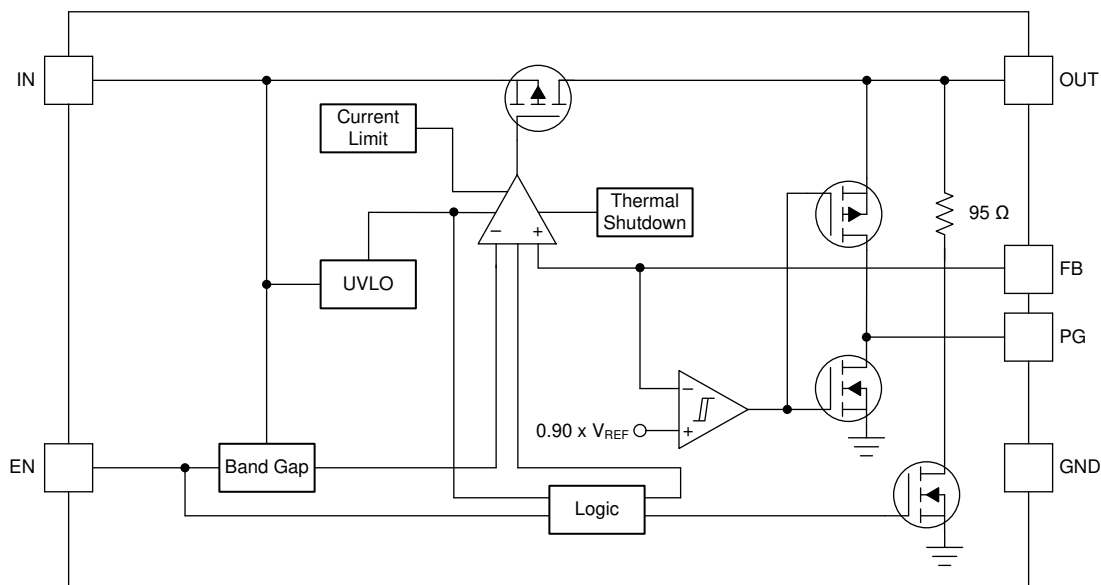 IN
OUT
Current
Limit
Thermal
Shutdown
95 Ω
− +
UVLO
FB
PG
−
0.90 x VREF
+
EN
Band Gap
GND
Logic